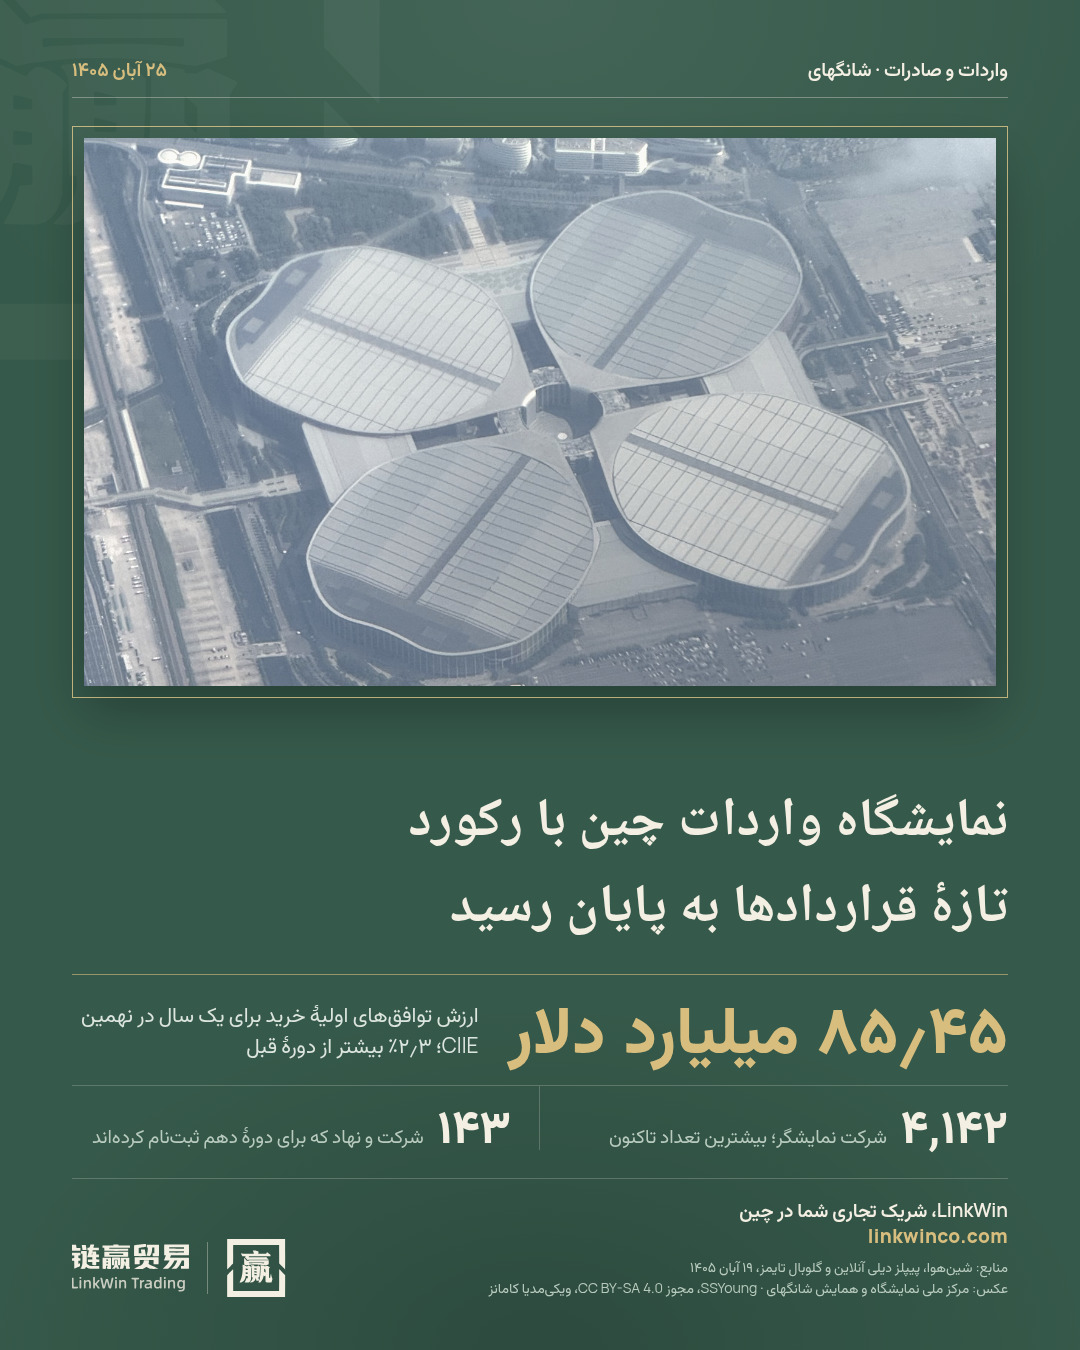 واردات و صادرات · شانگهای
۲۵ آبان ۱۴۰۵
نمایشگاه واردات چین با رکورد
تازهٔ قراردادها به پایان رسید
۸۵٫۴۵ میلیارد دلار
ارزش توافق‌های اولیهٔ خرید برای یک سال در نهمین
CIIE؛ ۲٫۳٪ بیشتر از دورهٔ قبل
۴,۱۴۲ شرکت نمایشگر؛ بیشترین تعداد تاکنون
۱۴۳ شرکت و نهاد که برای دورهٔ دهم ثبت‌نام کرده‌اند
LinkWin، شریک تجاری شما در چین
linkwinco.com
منابع: شین‌هوا، پیپلز دیلی آنلاین و گلوبال تایمز، ۱۹ آبان ۱۴۰۵
عکس: مرکز ملی نمایشگاه و همایش شانگهای · SSYoung، مجوز CC BY-SA 4.0، ویکی‌مدیا کامانز
赢
链赢贸易
LinkWin Trading